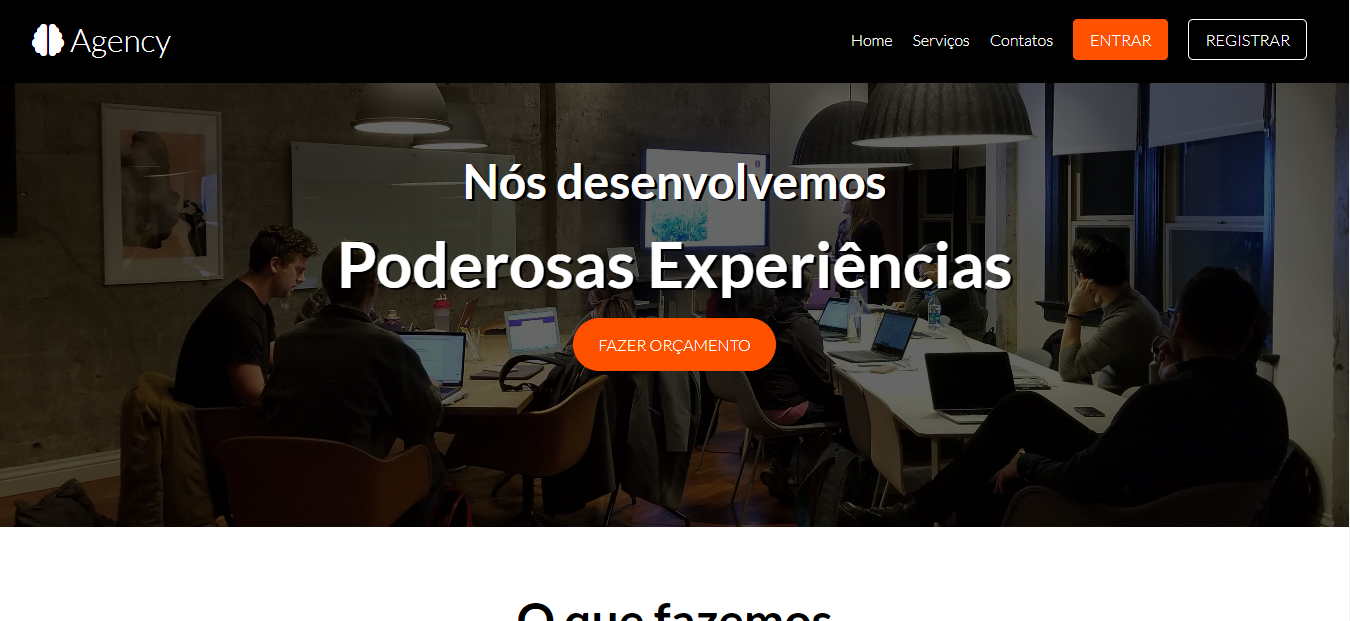 Agency
Home Serviços Contatos ENTRAR REGISTRAR
Nós desenvolvemos
Poderosas Experiências
FAZER ORÇAMENTO
O que fazemos